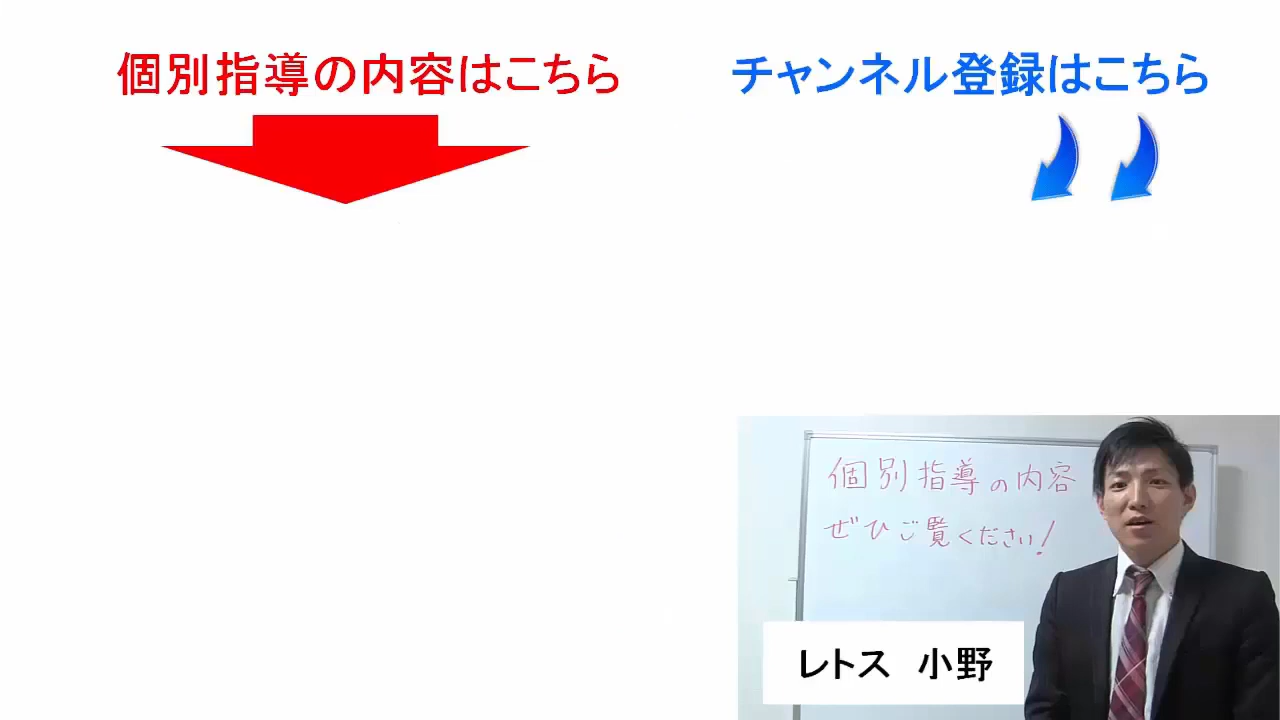 個別指導の内容はこちら
チャンネル登録はこちら
個別指導の内容
ぜひご覧ください!
レトス 小野